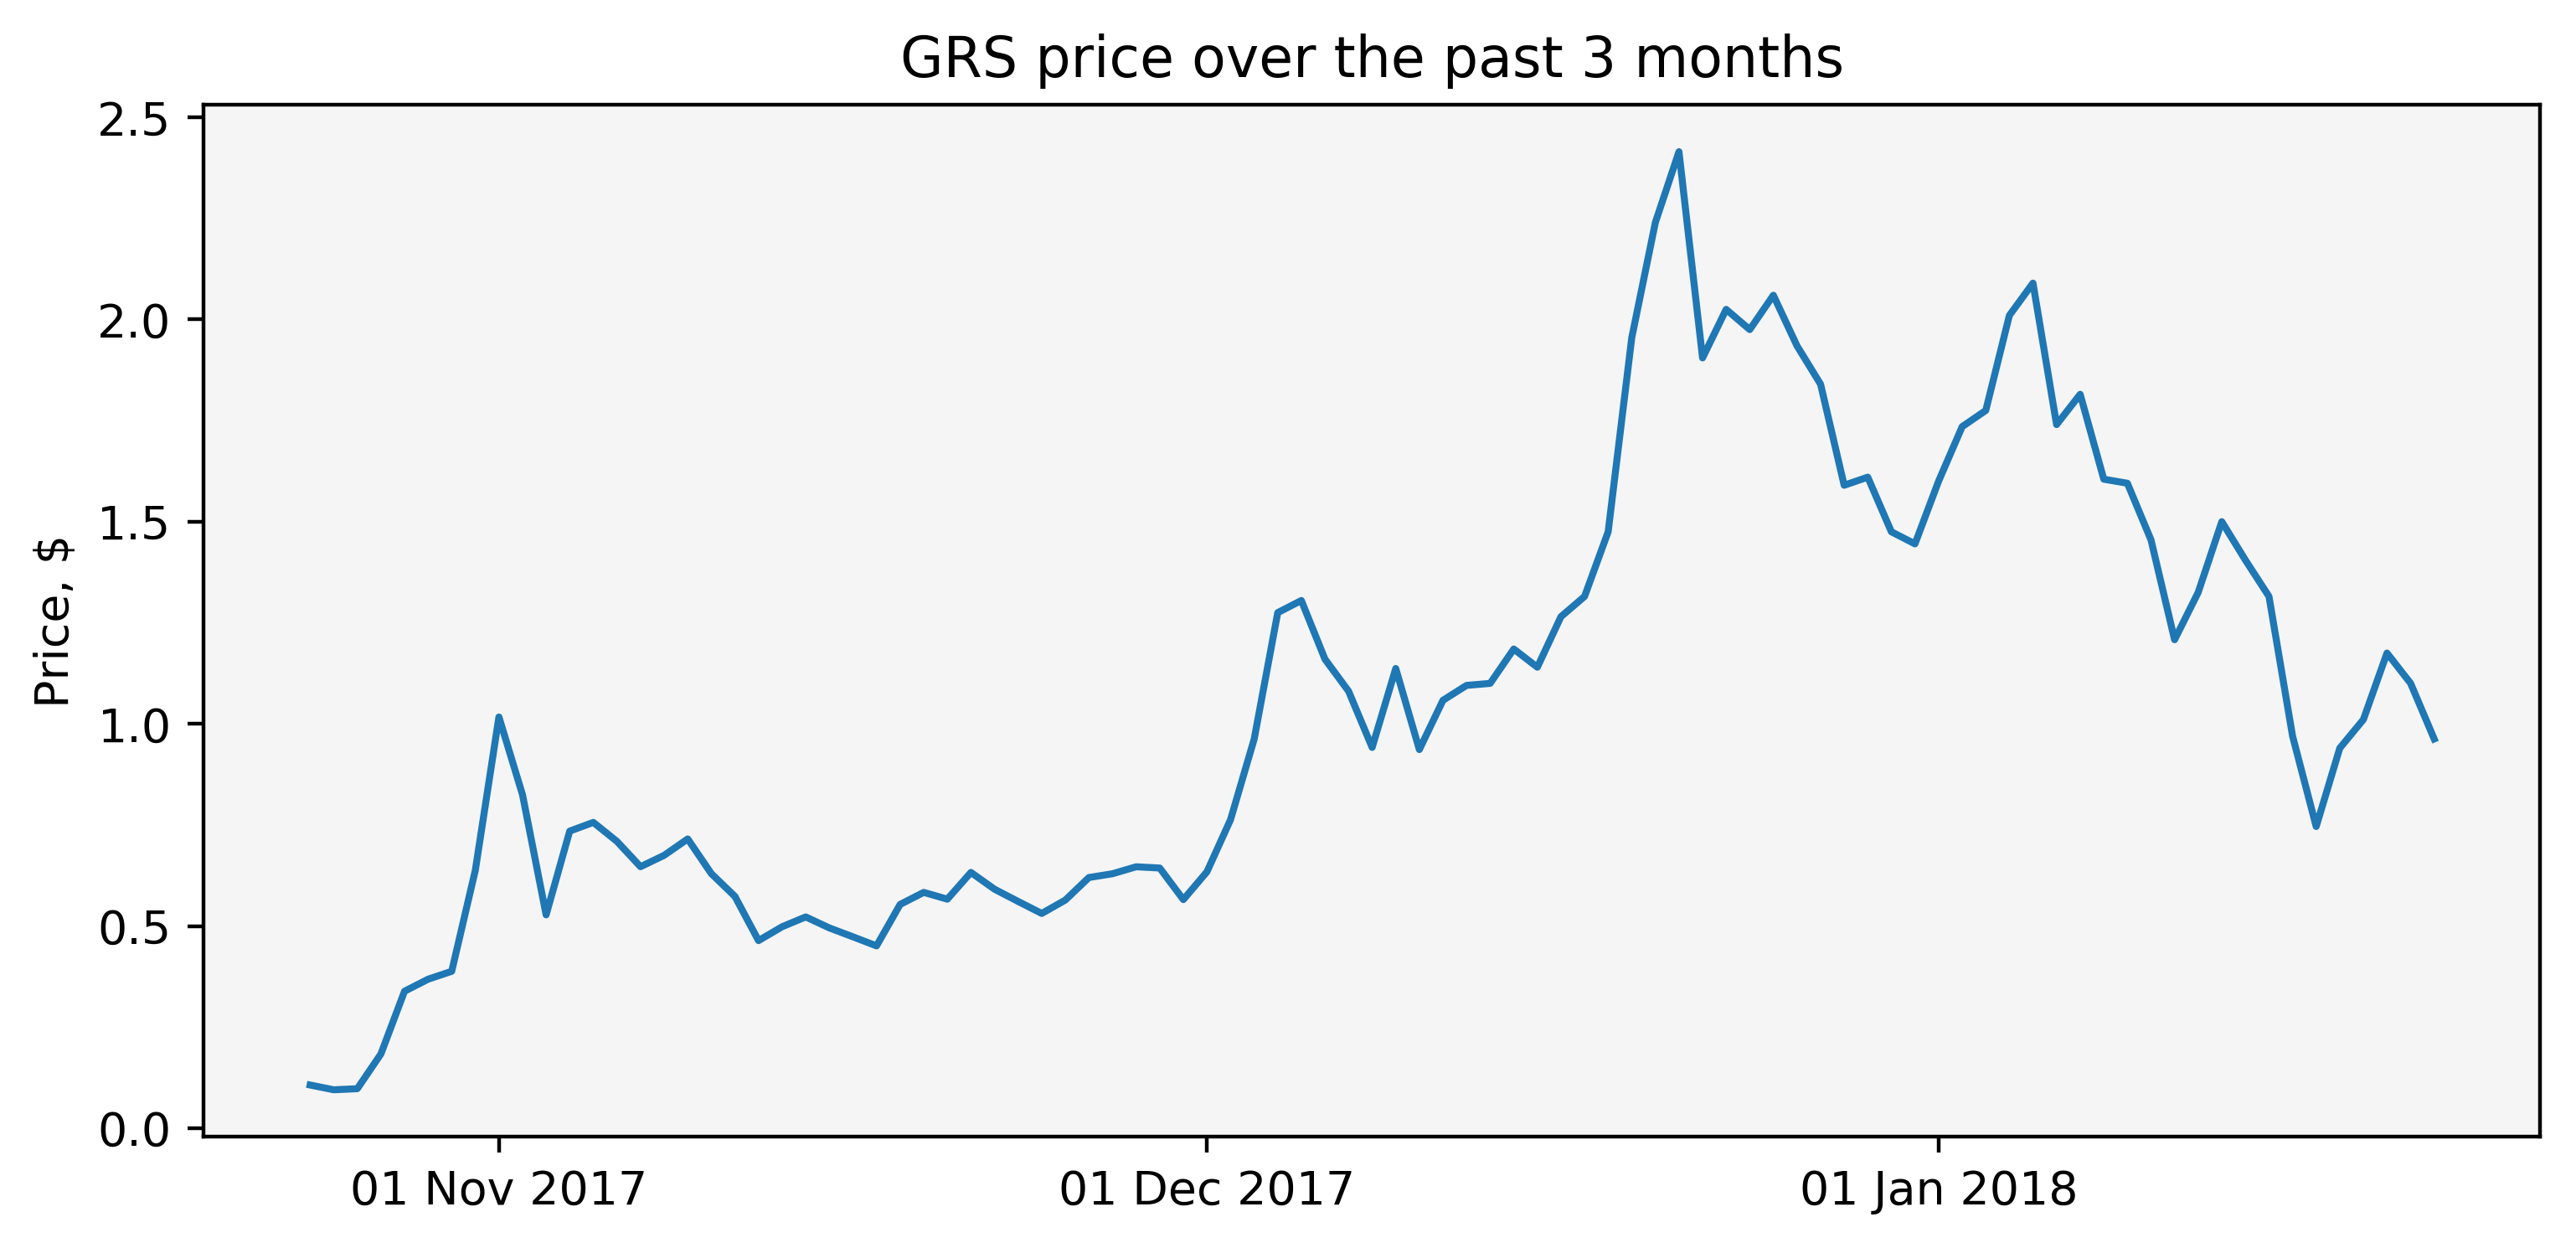 GRS price over the past 3 months
2.5
2.0
1.5
1.0
0.5
0.0
Price, $
01 Nov 2017
01 Dec 2017
01 Jan 2018